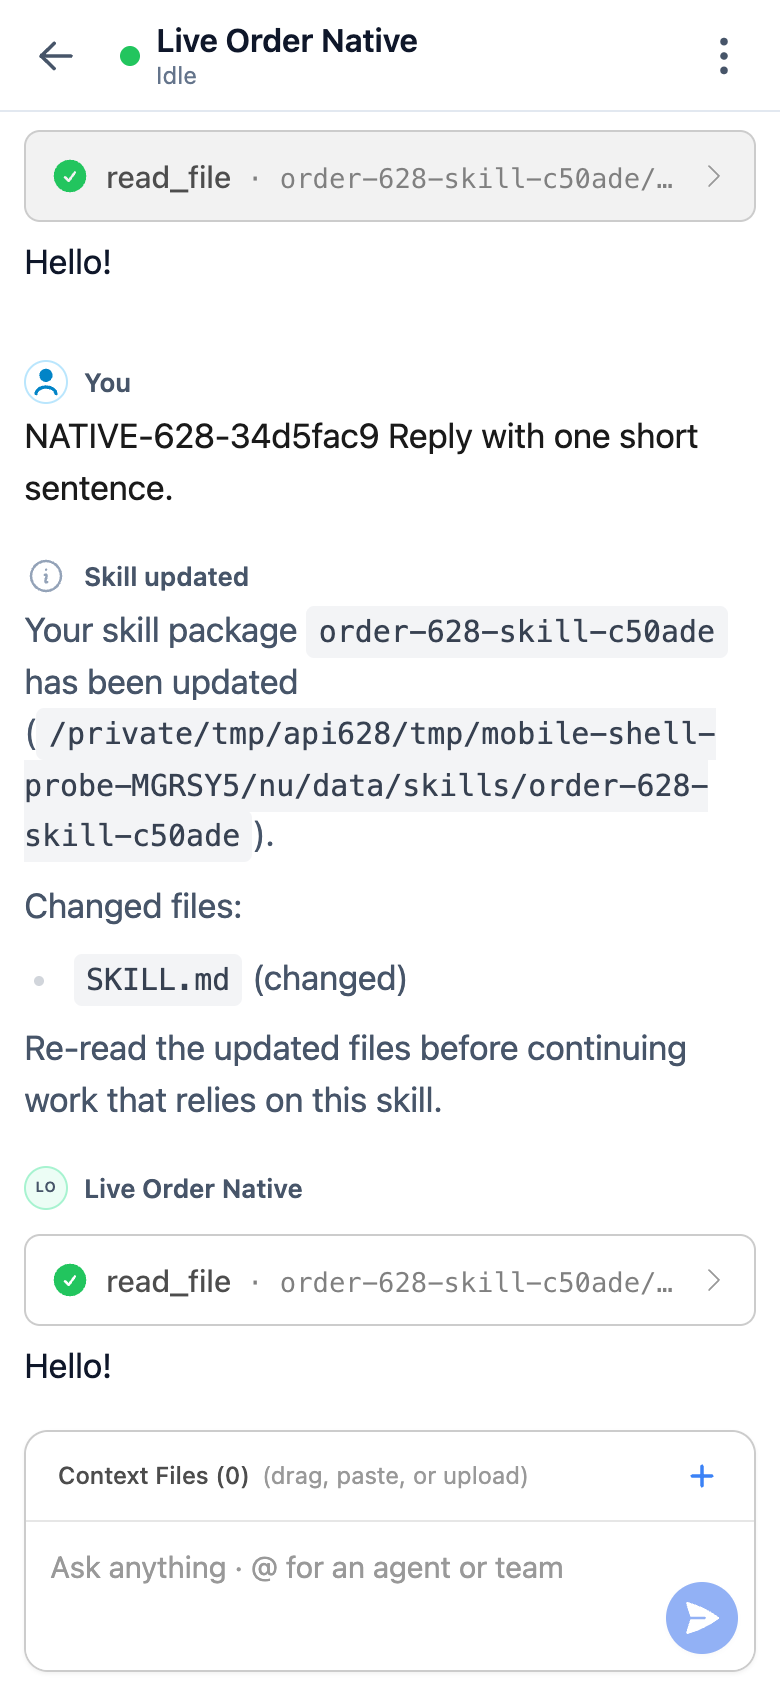 Live Order Native
Idle
read_file · order-628-skill-c50ade/…
Hello!
You
NATIVE-628-34d5fac9 Reply with one short
sentence.
Skill updated
Your skill package order-628-skill-c50ade
has been updated
(/private/tmp/api628/tmp/mobile-shell-
probe-MGRSY5/nu/data/skills/order-628-
skill-c50ade).
Changed files:
• SKILL.md (changed)
Re-read the updated files before continuing
work that relies on this skill.
LO Live Order Native
read_file · order-628-skill-c50ade/…
Hello!
Context Files (0) (drag, paste, or upload)
Ask anything · @ for an agent or team